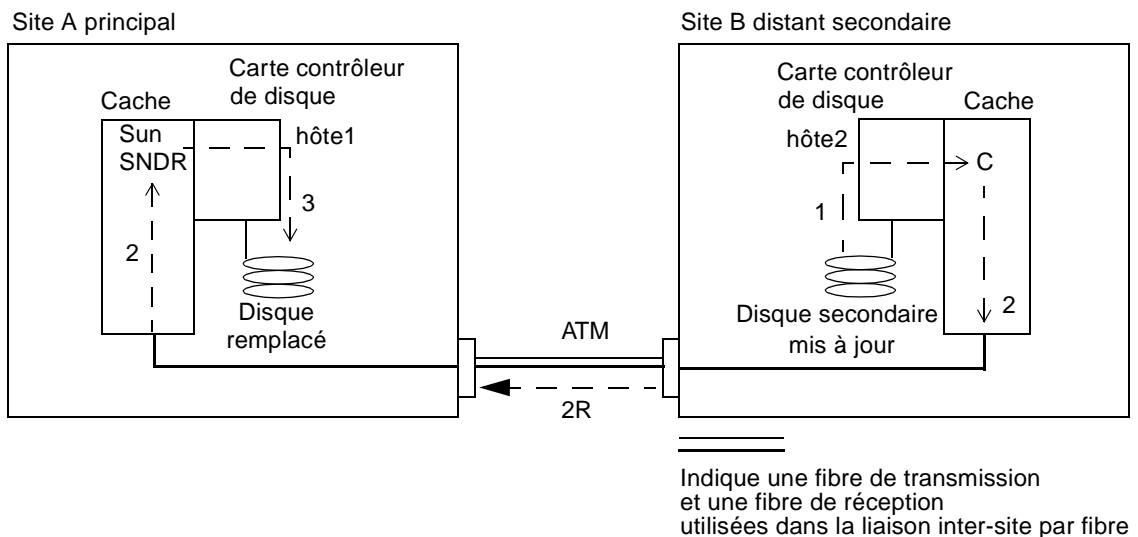 Site A principal
Carte contrôleur
de disque
Cache
Sun
SNDR
hôte1
3
2
Disque
remplacé
ATM
2R
Site B distant secondaire
Carte contrôleur
de disque
Cache
hôte2
C
1
2
Disque secondaire
mis à jour
Indique une fibre de transmission
et une fibre de réception
utilisées dans la liaison inter-site par fibre